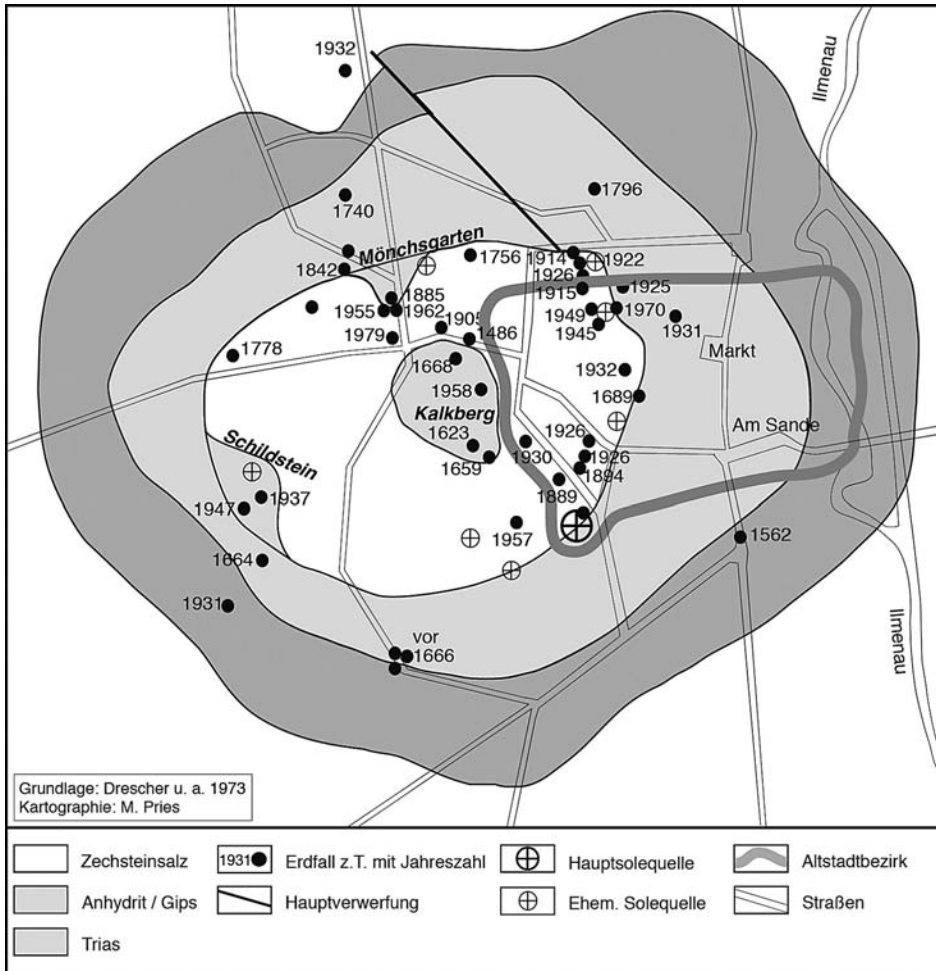 1932
Ilmenau
1796
1740
Mönchsgarten
1756
1914
1922
1842
1926
1885
1915
1925
1955
1962
1949
1970
1905
1945
1931
1979
1486
Markt
1778
1668
1932
1958
1689
Kalkberg
Am Sande
1623
1926
Schildstein
1930
1926
1659
1894
1937
1889
1947
1957
1562
1664
1931
vor
1666
Ilmenau
Grundlage: Drescher u. a. 1973
Kartographie: M. Pries
Zechsteinsalz
1931 Erdfall z.T. mit Jahreszahl
Hauptsolequelle
Altstadtbezirk
Anhydrit / Gips
Hauptverwerfung
Ehem. Solequelle
Straßen
Trias